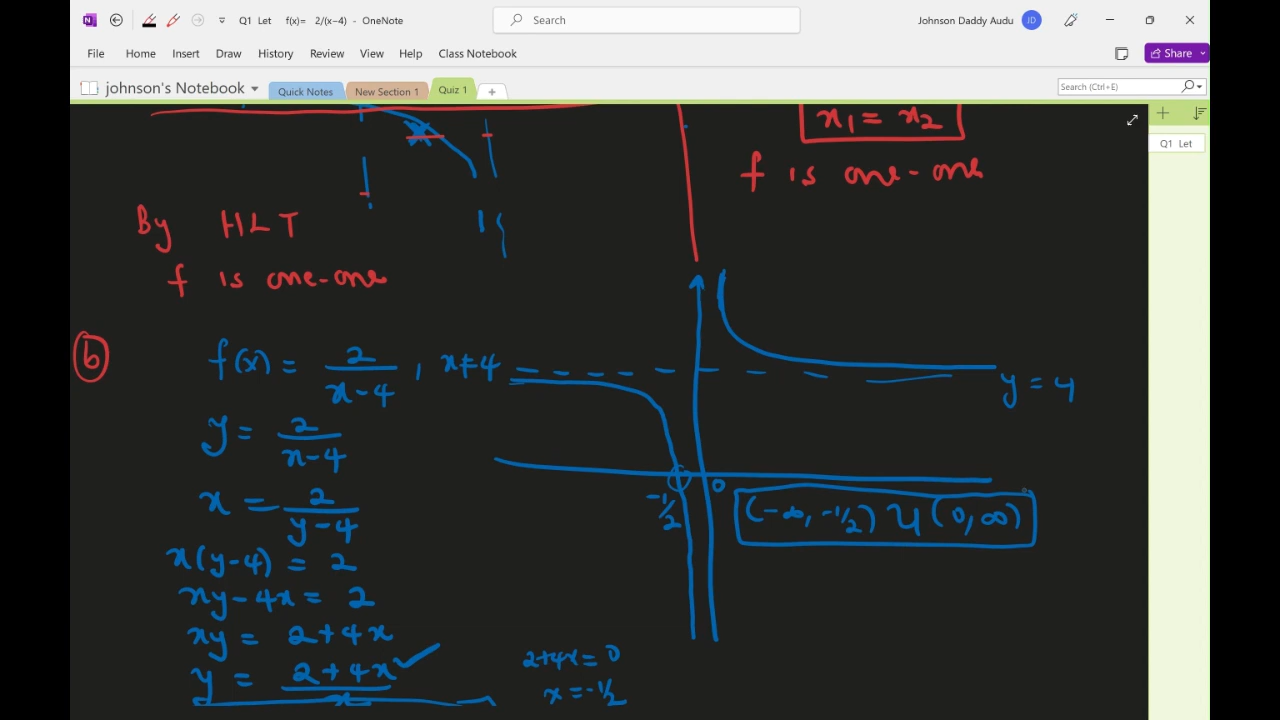 Q1 Let f(x)= 2/(x−4) - OneNote
Search
Johnson Daddy Audu
JD
File Home Insert Draw History Review View Help Class Notebook
Share
johnson's Notebook
Quick Notes
New Section 1
Quiz 1
Search (Ctrl+E)
Q1 Let
x₁ = x₂
f is one-one
By HLT
f is one-one
b
f(x) = 2/(x-4), x≠4
y = 2/(x-4)
x = 2/(y-4)
x(y-4) = 2
xy-4x = 2
xy = 2+4x
y = (2+4x)/x
2+4x = 0
x = -1/2
y = 4
-1/2
0
(-∞, -1/2) ∪ (0, ∞)